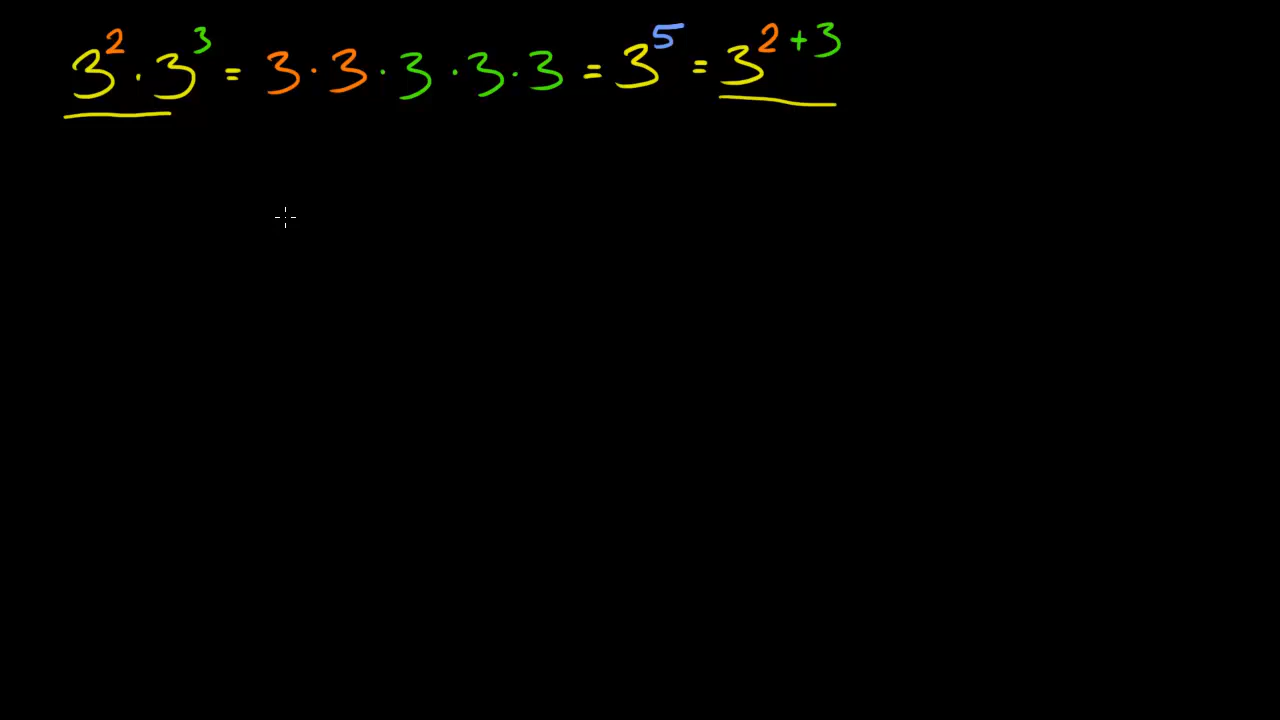 3² · 3³ = 3 · 3 · 3 · 3 · 3 = 3⁵ = 3²⁺³